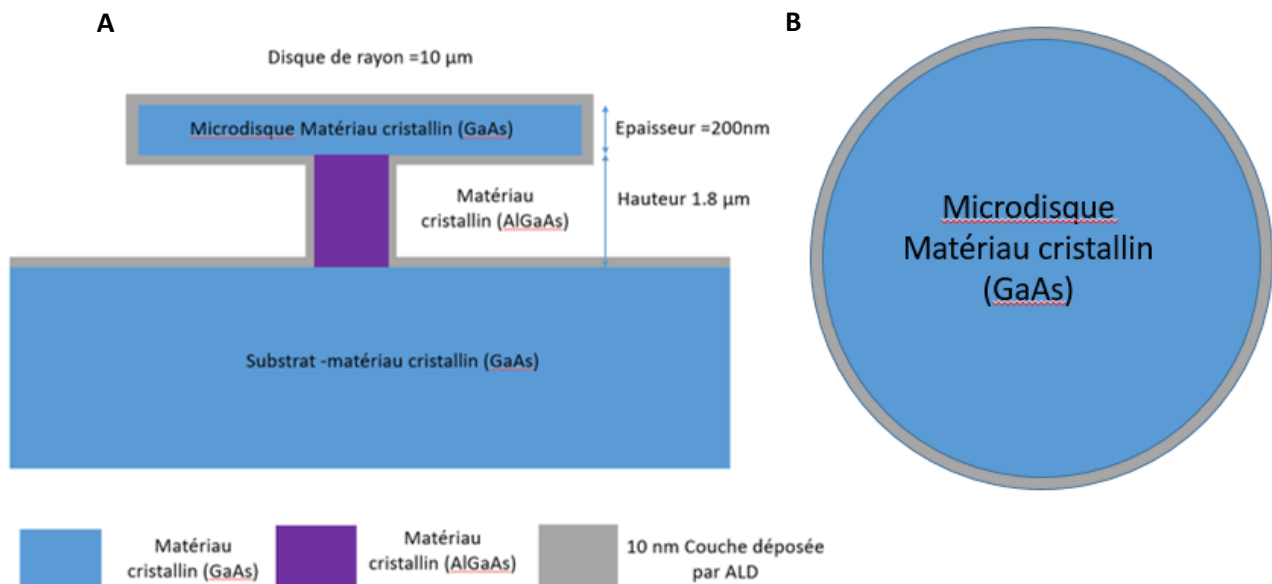 A
B
Disque de rayon =10 µm
Microdisque Matériau cristallin (GaAs)
Epaisseur =200nm
Matériau
cristallin (AlGaAs)
Hauteur 1.8 µm
Substrat -matériau cristallin (GaAs)
Microdisque
Matériau cristallin
(GaAs)
Matériau
cristallin (GaAs)
Matériau
cristallin (AlGaAs)
10 nm Couche déposée
par ALD